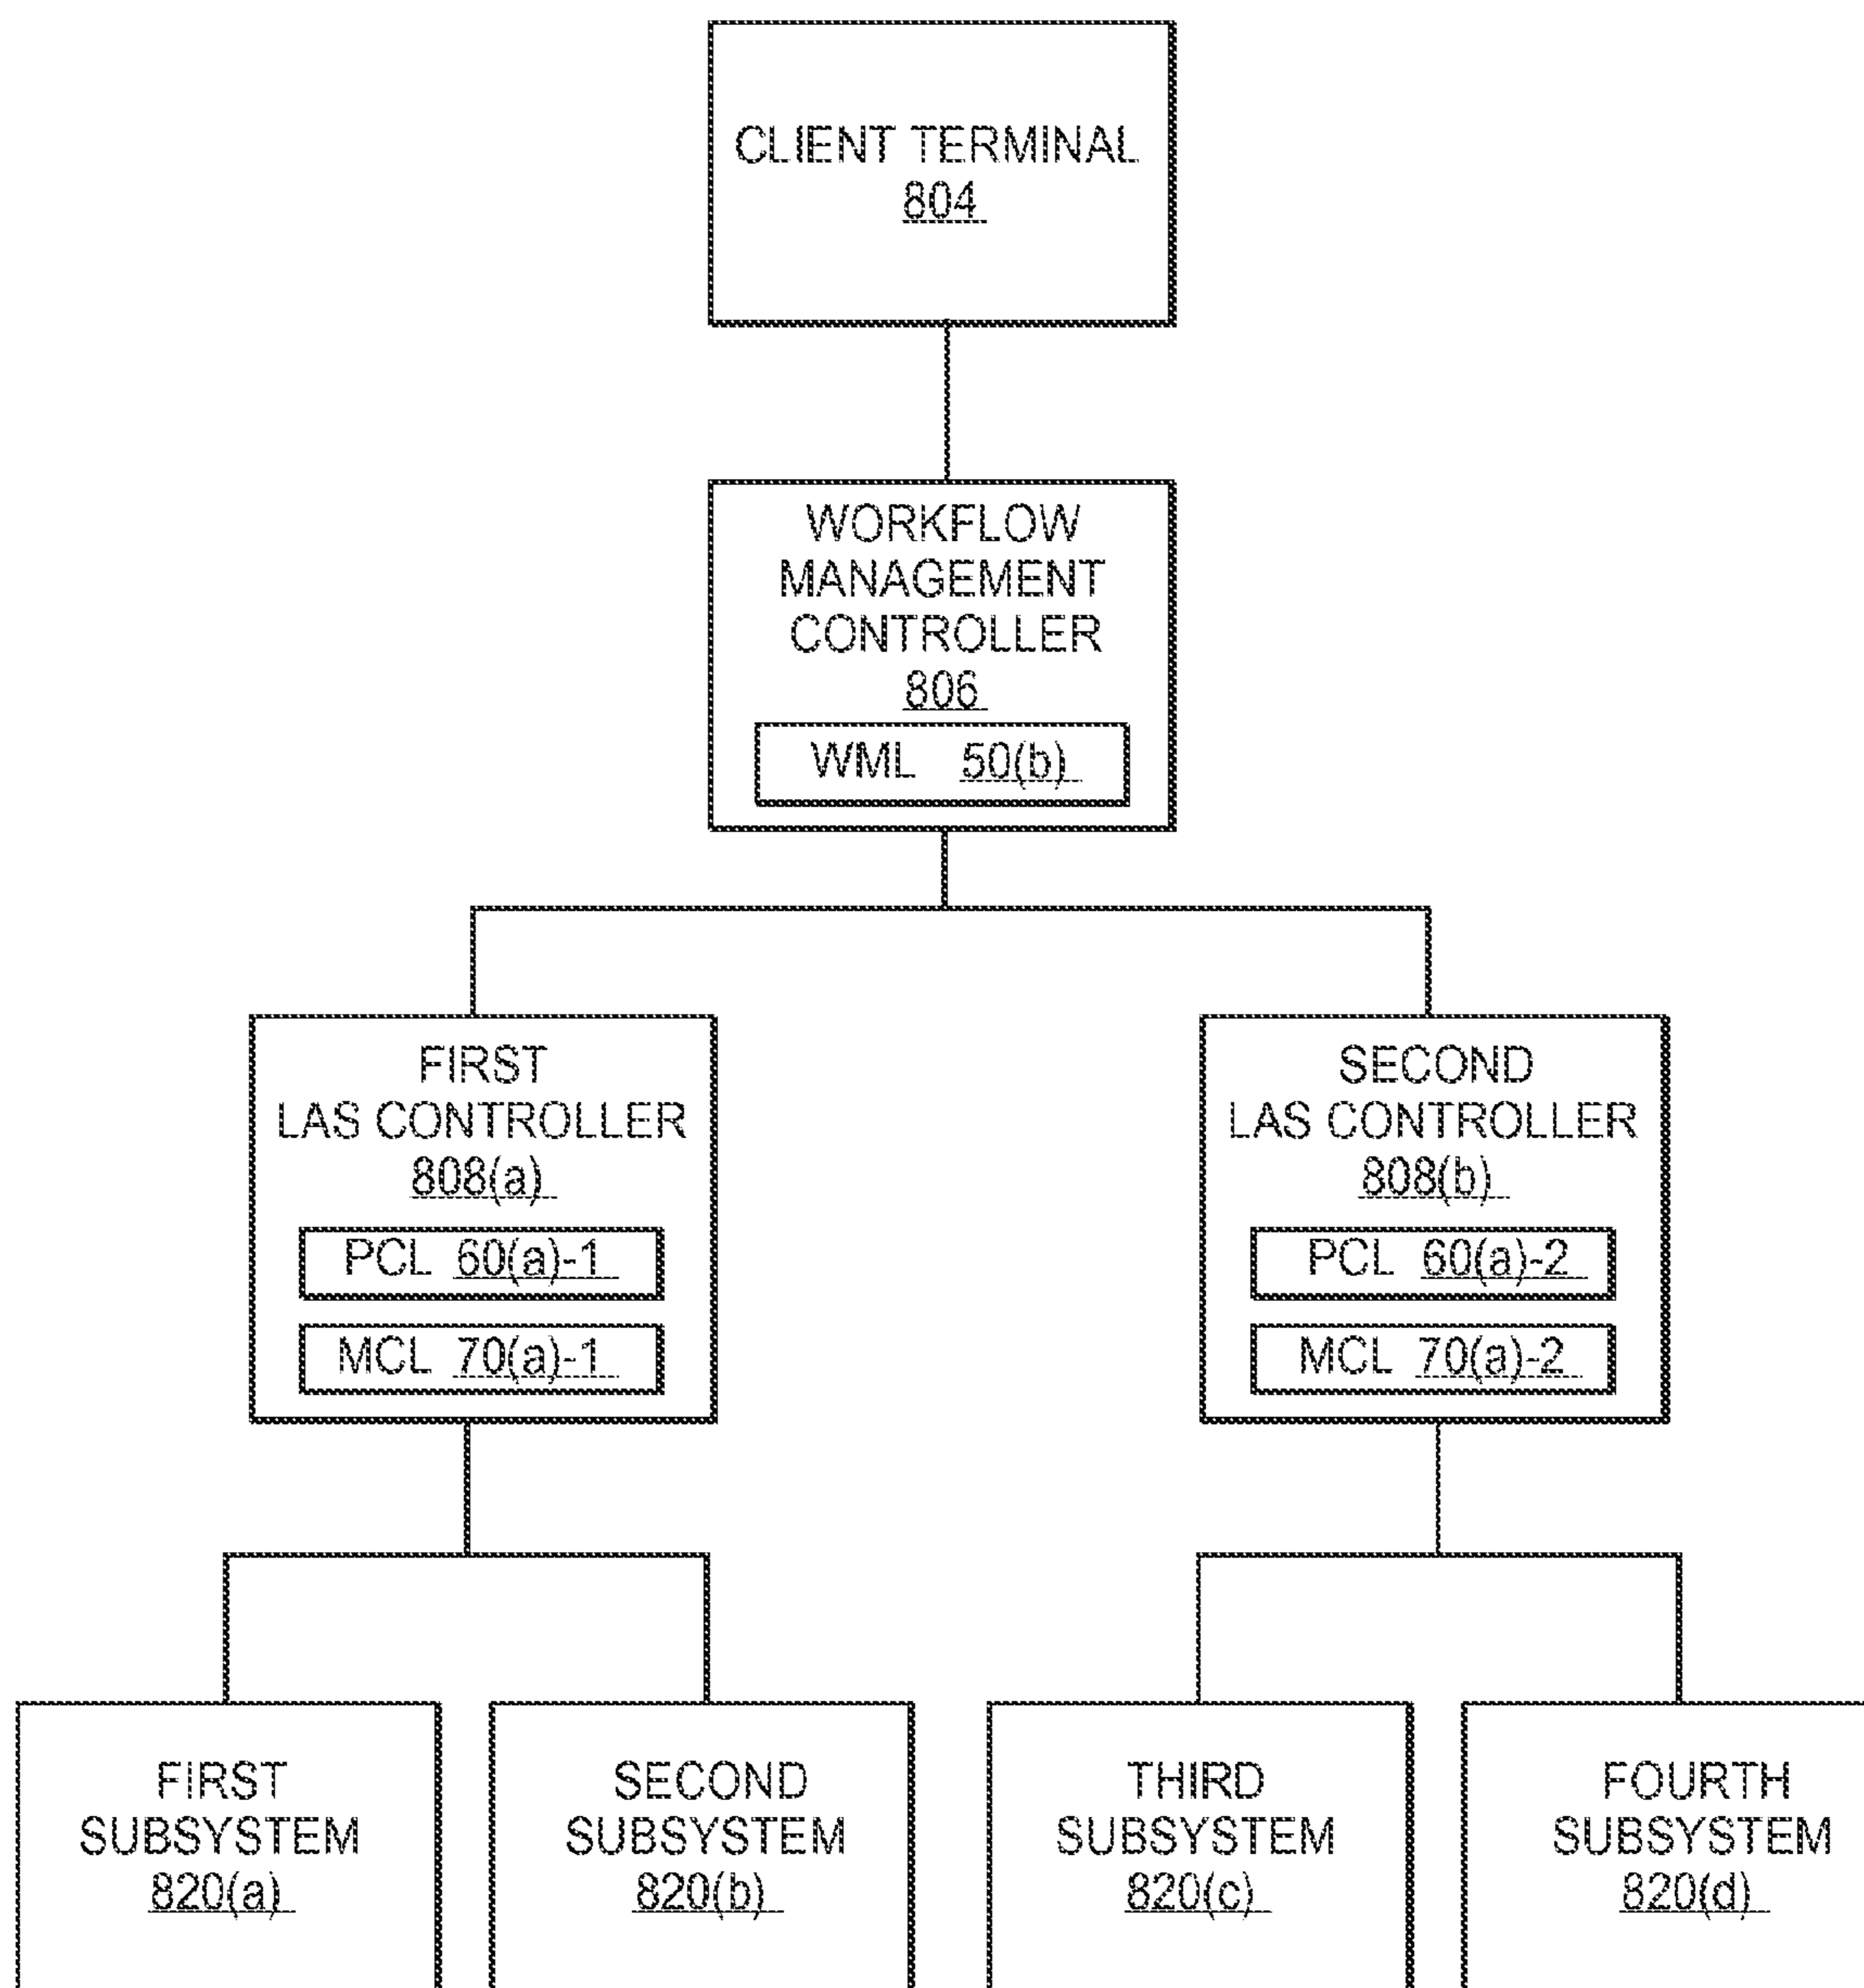 CLIENT TERMINAL
804
WORKFLOW
MANAGEMENT
CONTROLLER
806
WML 50(b)
FIRST
LAS CONTROLLER
808(a)
PCL 60(a)-1
MCL 70(a)-1
SECOND
LAS CONTROLLER
808(b)
PCL 60(a)-2
MCL 70(a)-2
FIRST
SUBSYSTEM
820(a)
SECOND
SUBSYSTEM
820(b)
THIRD
SUBSYSTEM
820(c)
FOURTH
SUBSYSTEM
820(d)